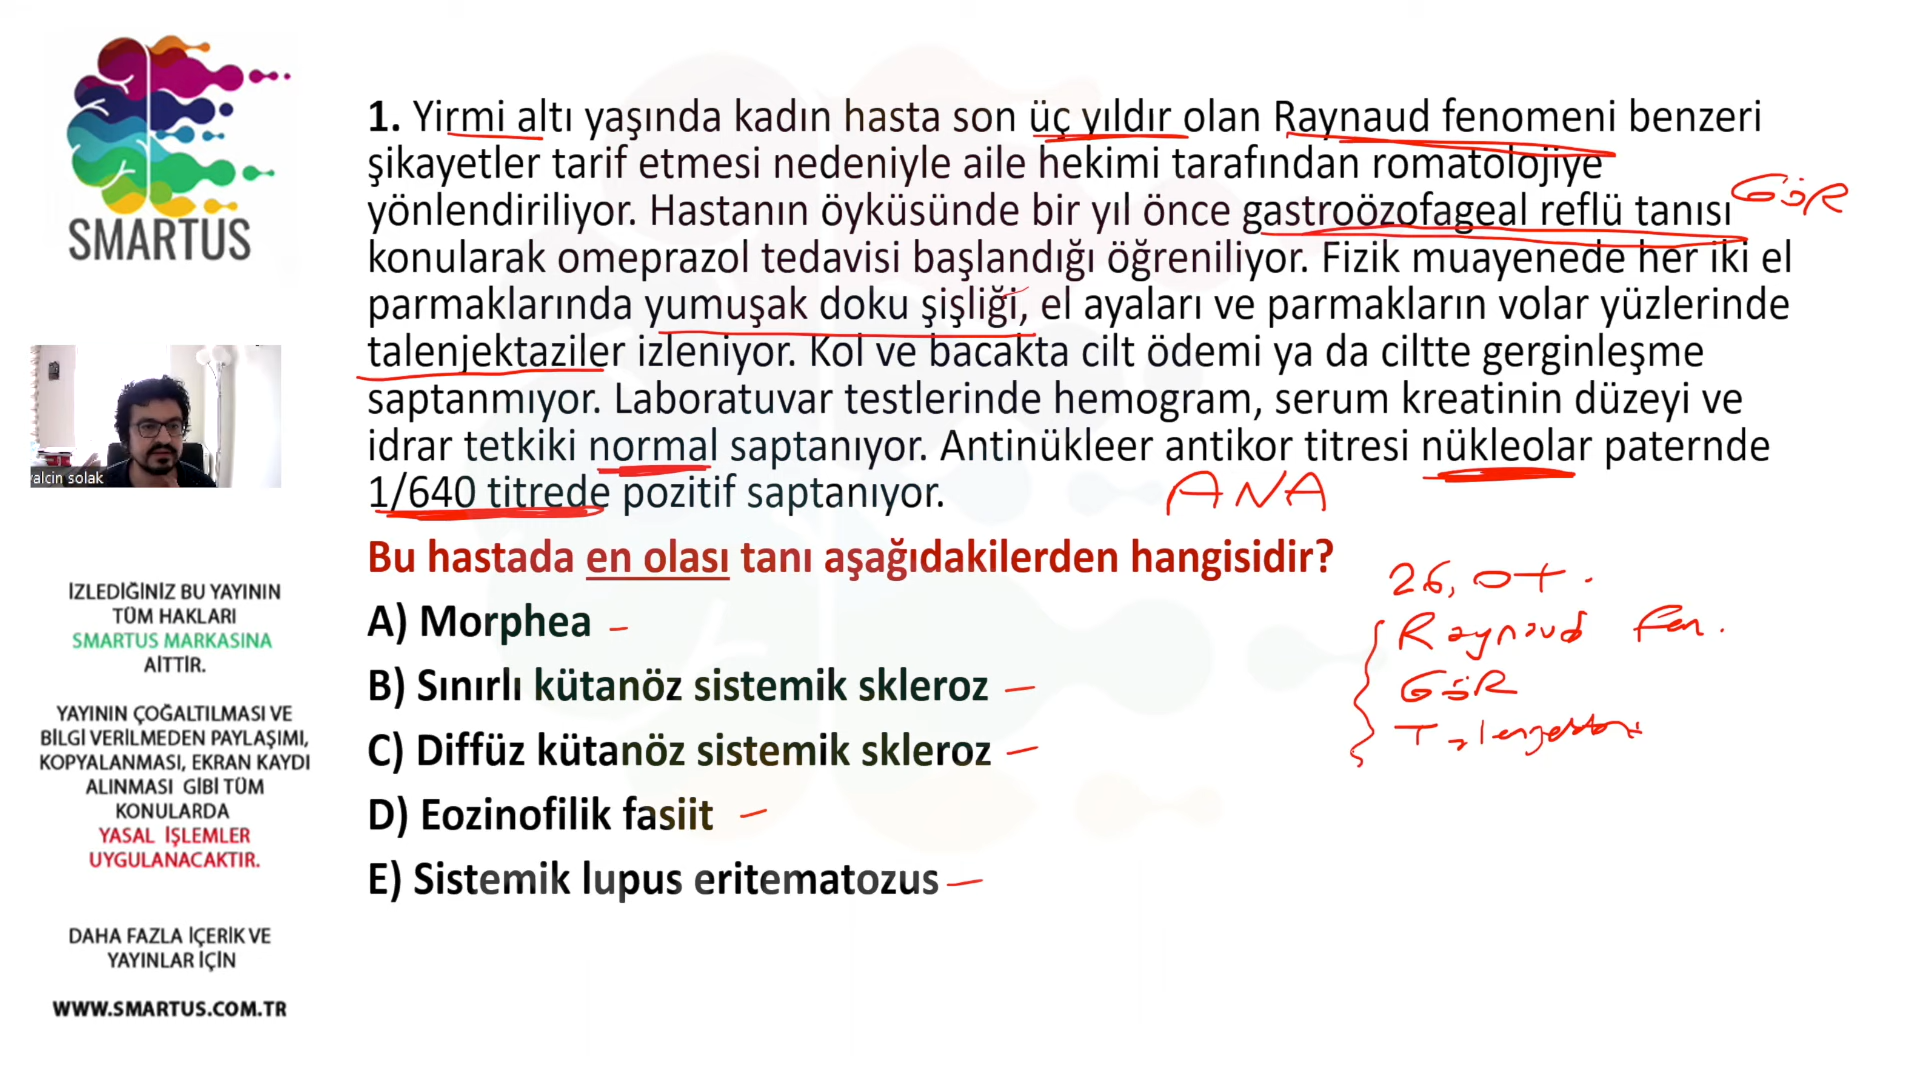 SMARTUS
1. Yirmi altı yaşında kadın hasta son üç yıldır olan Raynaud fenomeni benzeri
şikayetler tarif etmesi nedeniyle aile hekimi tarafından romatolojiye
yönlendiriliyor. Hastanın öyküsünde bir yıl önce gastroözofageal reflü tanısı
GÖR
konularak omeprazol tedavisi başlandığı öğreniliyor. Fizik muayenede her iki el
parmaklarında yumuşak doku şişliği, el ayaları ve parmakların volar yüzlerinde
talenjektaziler izleniyor. Kol ve bacakta cilt ödemi ya da ciltte gerginleşme
saptanmıyor. Laboratuvar testlerinde hemogram, serum kreatinin düzeyi ve
idrar tetkiki normal saptanıyor. Antinükleer antikor titresi nükleolar paternde
1/640 titrede pozitif saptanıyor.
ANA
Bu hastada en olası tanı aşağıdakilerden hangisidir?
A) Morphea
B) Sınırlı kütanöz sistemik skleroz
C) Diffüz kütanöz sistemik skleroz
D) Eozinofilik fasiit
E) Sistemik lupus eritematozus
26,
Raynaud fen.
GÖR
yalcin solak
İZLEDİĞİNİZ BU YAYININ
TÜM HAKLARI
SMARTUS MARKASINA
AİTTİR.
YAYININ ÇOĞALTILMASI VE
BİLGİ VERİLMEDEN PAYLAŞIMI,
KOPYALANMASI, EKRAN KAYDI
ALINMASI GİBİ TÜM
KONULARDA
YASAL İŞLEMLER
UYGULANACAKTIR.
DAHA FAZLA İÇERİK VE
YAYINLAR İÇİN
WWW.SMARTUS.COM.TR